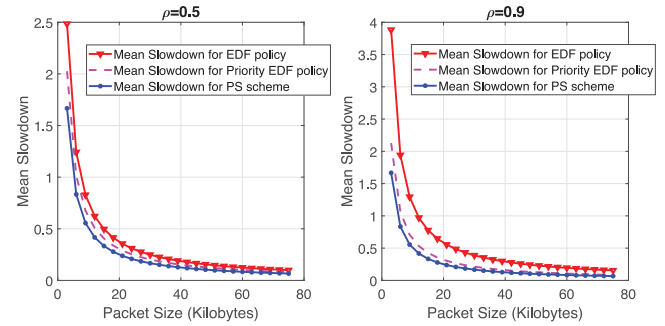 ρ=0.5
2.5
2
1.5
1
0.5
0
0
20
40
60
80
Mean Slowdown
Packet Size (Kilobytes)
Mean Slowdown for EDF policy
Mean Slowdown for Priority EDF policy
Mean Slowdown for PS scheme
ρ=0.9
4
3.5
3
2.5
2
1.5
1
0.5
0
0
20
40
60
80
Mean Slowdown
Packet Size (Kilobytes)
Mean Slowdown for EDF policy
Mean Slowdown for Priority EDF policy
Mean Slowdown for PS scheme